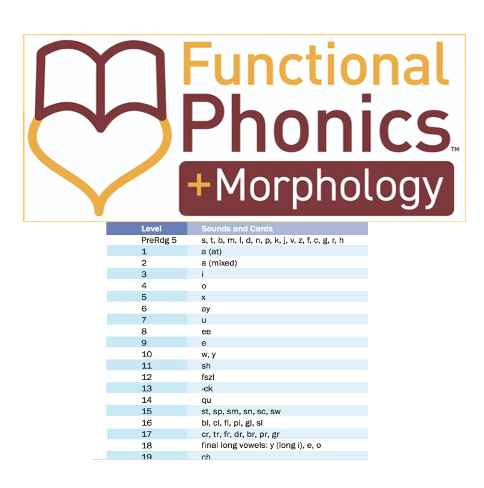 Functional
Phonics™
+Morphology
Level Sounds and Cards
PreRdg 5 s, t, b, m, l, d, n, p, k, j, v, z, f, c, g, r, h
1 a (at)
2 a (mixed)
3 i
4 o
5 x
6 ay
7 u
8 ee
9 e
10 w, y
11 sh
12 fszl
13 -ck
14 qu
15 st, sp, sm, sn, sc, sw
16 bl, cl, fl, pl, gl, sl
17 cr, tr, fr, dr, br, pr, gr
18 final long vowels: y (long i), e, o
19 ch